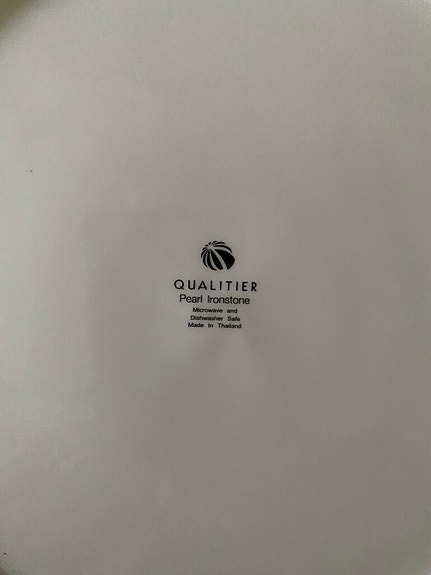 QUALITIER
Pearl Ironstone
Microwave and
Dishwasher Safe
Made In Thailand